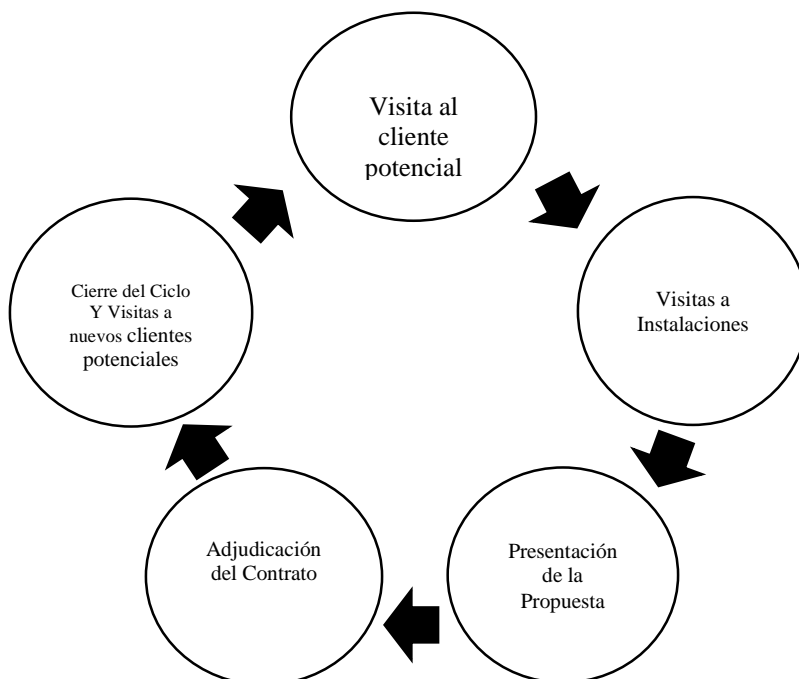 Visita al
cliente
potencial
Visitas a
Instalaciones
Presentación
de la
Propuesta
Adjudicación
del Contrato
Cierre del Ciclo
Y Visitas a
nuevos clientes
potenciales